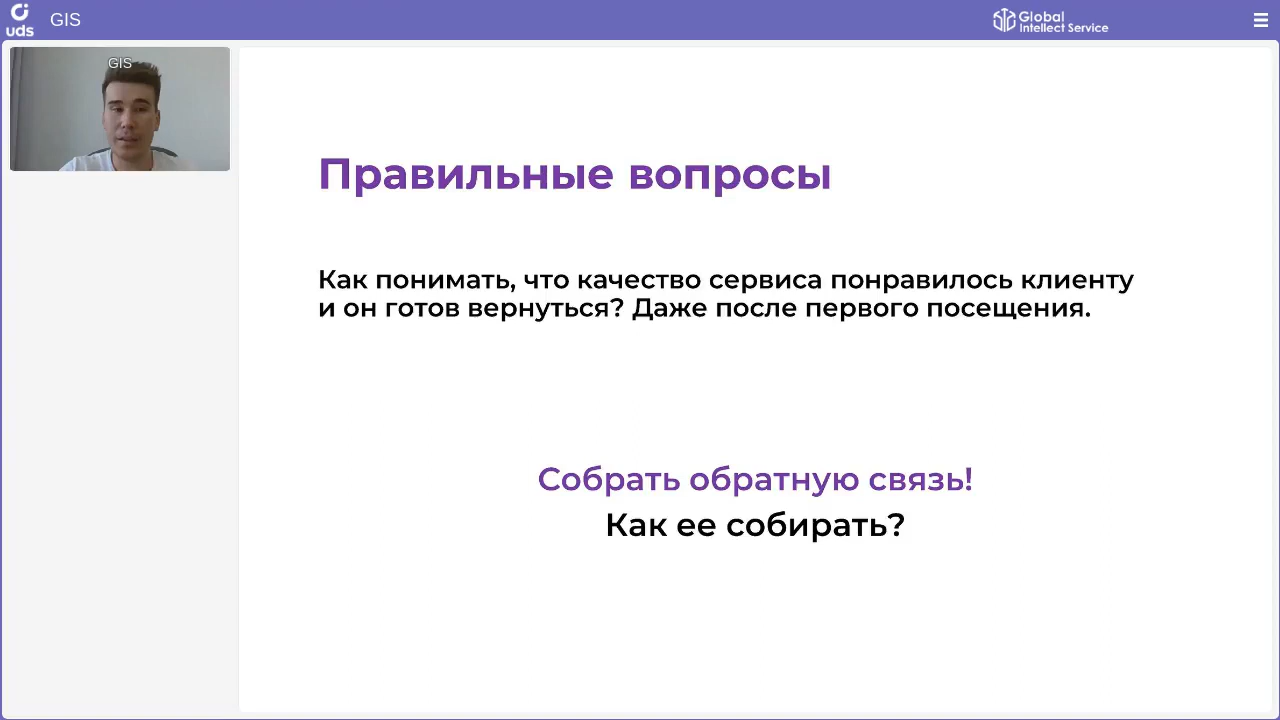 uds
GIS
Global
Intellect Service
GIS
Правильные вопросы
Как понимать, что качество сервиса понравилось клиенту
и он готов вернуться? Даже после первого посещения.
Собрать обратную связь!
Как ее собирать?